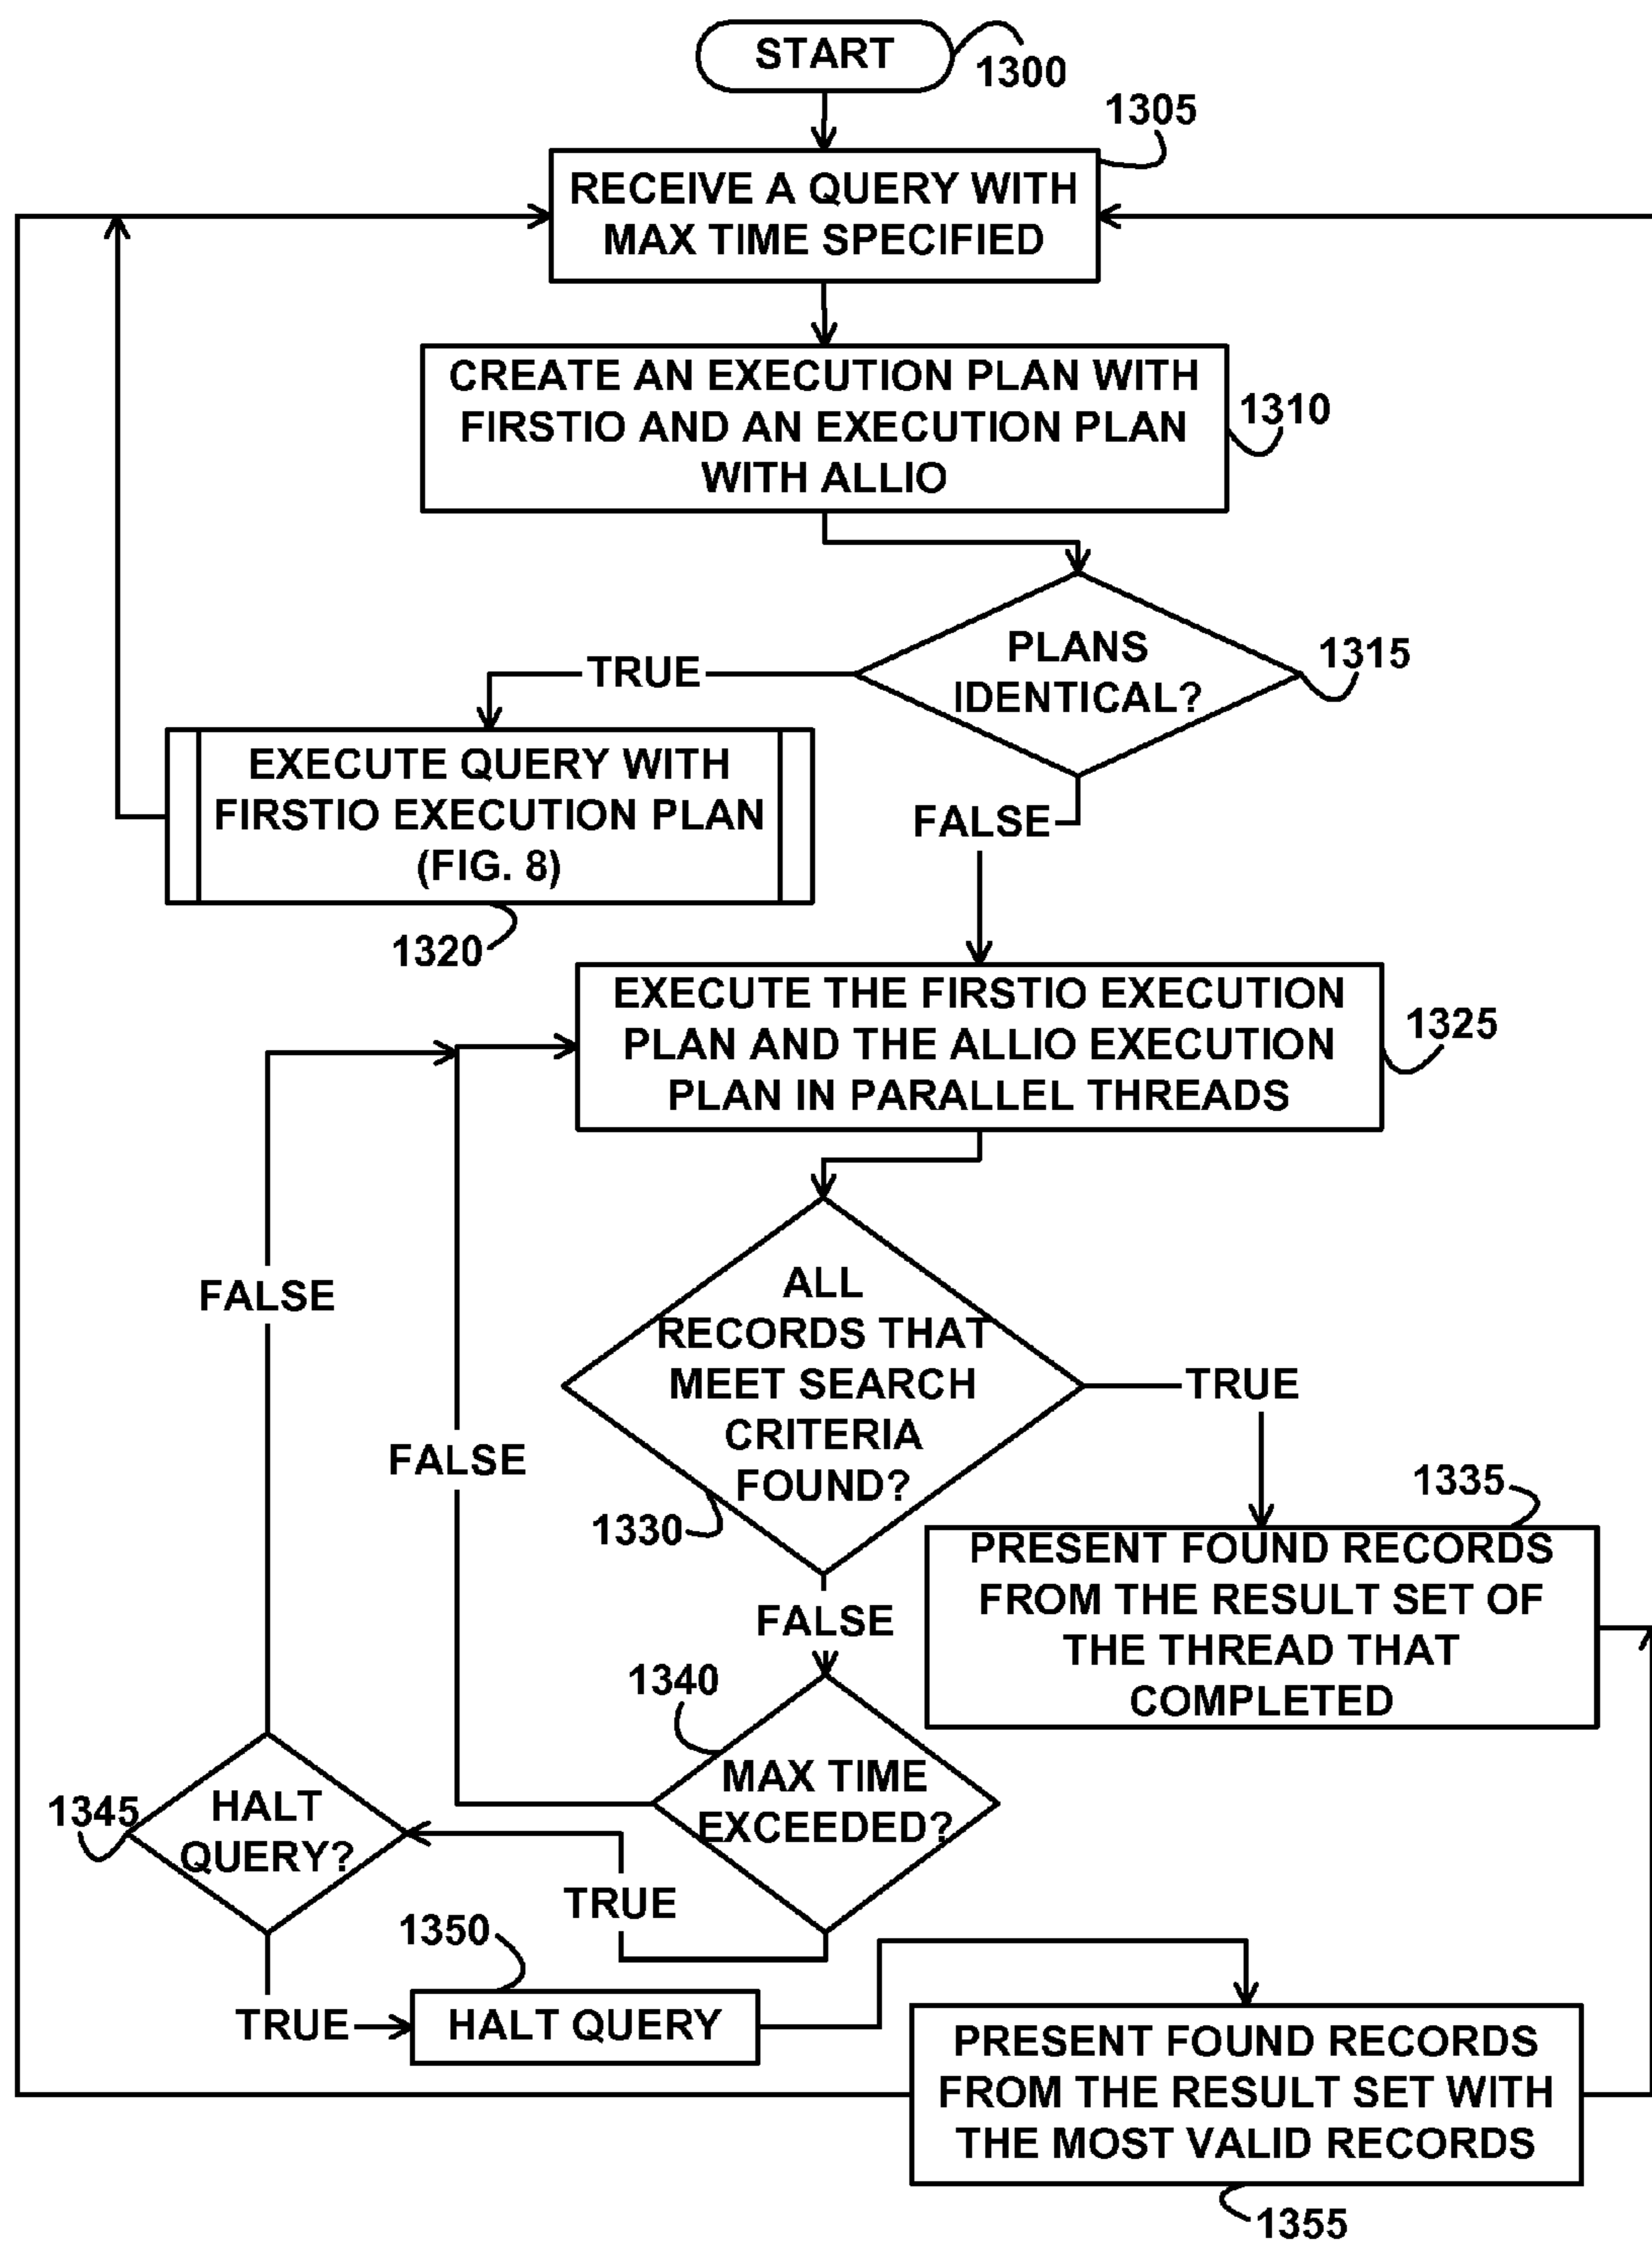 START
1300
1305
RECEIVE A QUERY WITH
MAX TIME SPECIFIED
CREATE AN EXECUTION PLAN WITH
FIRSTIO AND AN EXECUTION PLAN
WITH ALLIO
1310
PLANS
IDENTICAL?
1315
TRUE
EXECUTE QUERY WITH
FIRSTIO EXECUTION PLAN
(FIG. 8)
1320
FALSE
EXECUTE THE FIRSTIO EXECUTION
PLAN AND THE ALLIO EXECUTION
PLAN IN PARALLEL THREADS
1325
FALSE
FALSE
ALL
RECORDS THAT
MEET SEARCH
CRITERIA
FOUND?
1330
TRUE
1335
PRESENT FOUND RECORDS
FROM THE RESULT SET OF
THE THREAD THAT
COMPLETED
FALSE
1340
MAX TIME
EXCEEDED?
1345
HALT
QUERY?
TRUE
1350
TRUE
HALT QUERY
PRESENT FOUND RECORDS
FROM THE RESULT SET WITH
THE MOST VALID RECORDS
1355